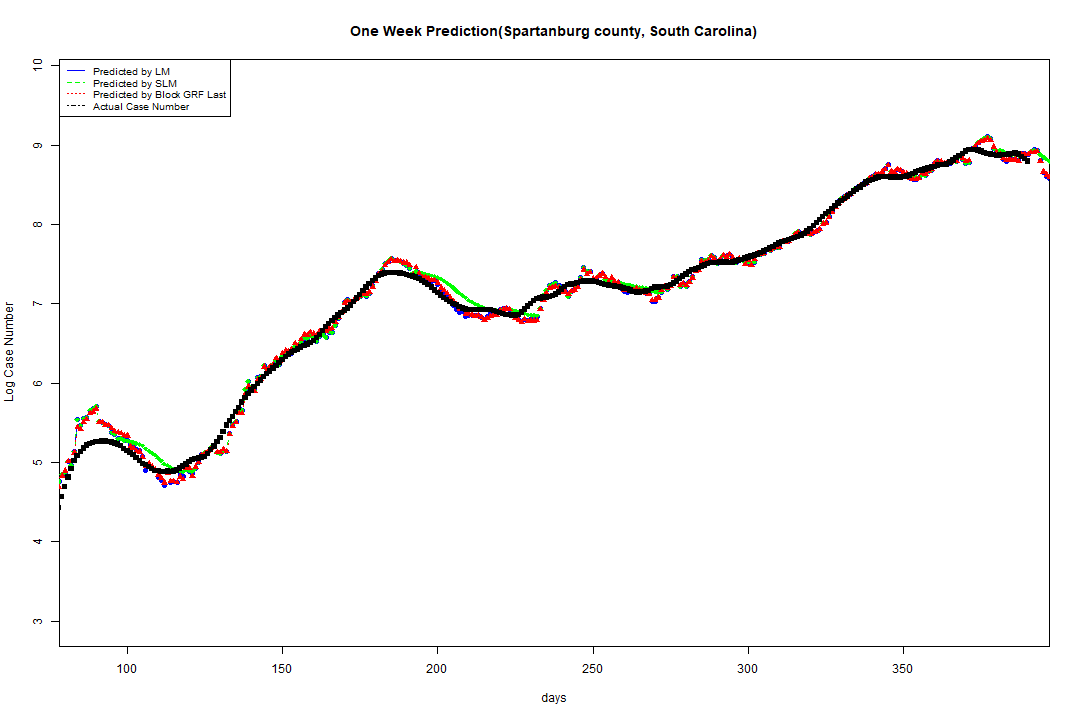 One Week Prediction(Spartanburg county, South Carolina)
Predicted by LM
Predicted by SLM
Predicted by Block GRF Last
Actual Case Number
Log Case Number
10
9
8
7
6
5
4
3
100 150 200 250 300 350
days